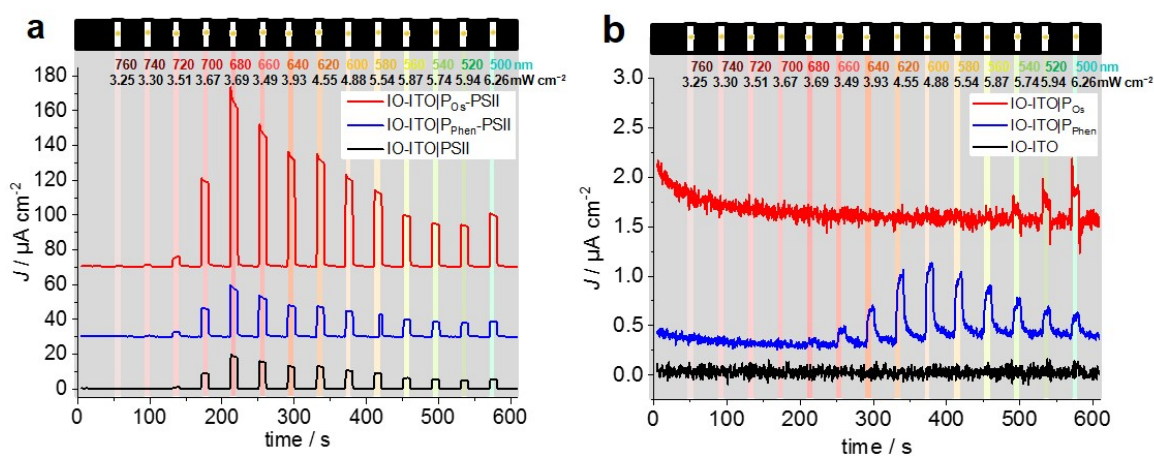 a
760 740 720 700 680 660 640 620 600 580 560 540 520 500 nm
3.25 3.30 3.51 3.67 3.69 3.49 3.93 4.55 4.88 5.54 5.87 5.74 5.94 6.26 mW cm⁻²
IO-ITO|P_Os-PSII
IO-ITO|P_Phen-PSII
IO-ITO|PSII
J / µA cm⁻²
180
160
140
120
100
80
60
40
20
0
0 100 200 300 400 500 600
time / s
b
760 740 720 700 680 660 640 620 600 580 560 540 520 500 nm
3.25 3.30 3.51 3.67 3.69 3.49 3.93 4.55 4.88 5.54 5.87 5.74 5.94 6.26 mW cm⁻²
IO-ITO|P_Os
IO-ITO|P_Phen
IO-ITO
J / µA cm⁻²
3.0
2.5
2.0
1.5
1.0
0.5
0.0
0 100 200 300 400 500 600
time / s